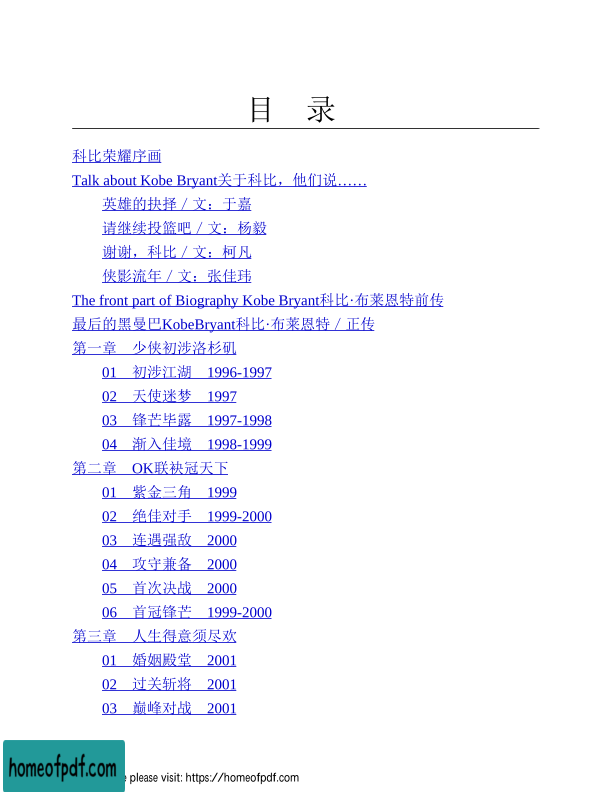 目　录
科比荣耀序画
Talk about Kobe Bryant关于科比，他们说……
英雄的抉择／文：于嘉
请继续投篮吧／文：杨毅
谢谢，科比／文：柯凡
侠影流年／文：张佳玮
The front part of Biography Kobe Bryant科比·布莱恩特前传
最后的黑曼巴KobeBryant科比·布莱恩特／正传
第一章　少侠初涉洛杉矶
01　初涉江湖　1996-1997
02　天使迷梦　1997
03　锋芒毕露　1997-1998
04　渐入佳境　1998-1999
第二章　OK联袂冠天下
01　紫金三角　1999
02　绝佳对手　1999-2000
03　连遇强敌　2000
04　攻守兼备　2000
05　首次决战　2000
06　首冠锋芒　1999-2000
第三章　人生得意须尽欢
01　婚姻殿堂　2001
02　过关斩将　2001
03　巅峰对战　2001
homeofpdf.com
please visit: https://homeofpdf.com